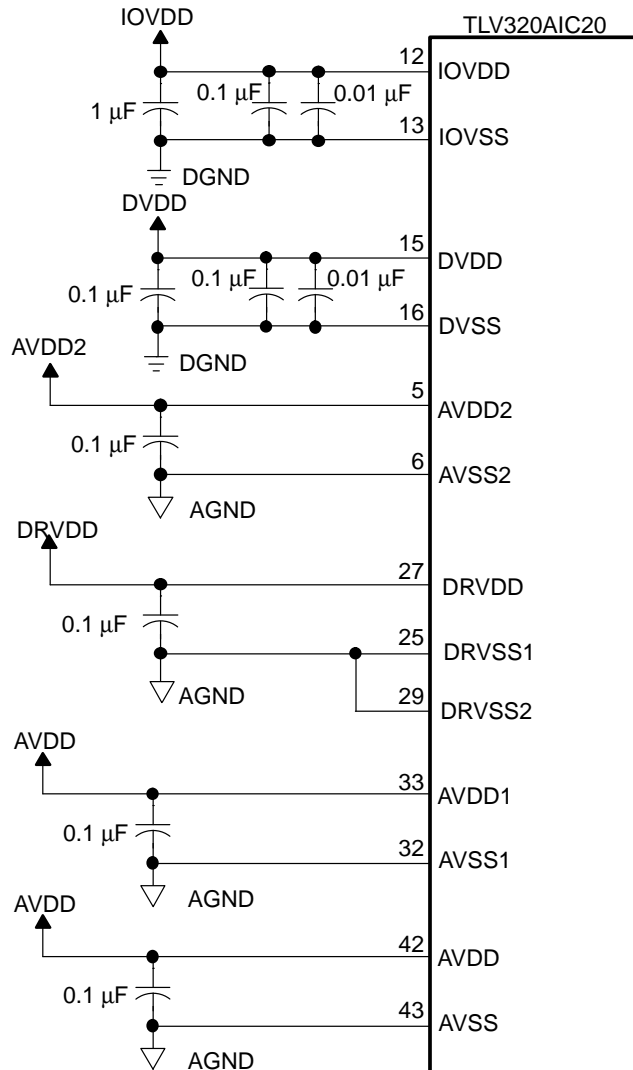 TLV320AIC20
IOVDD
12
IOVDD
0.1 μF
0.01 μF
1 μF
13
IOVSS
DGND
DVDD
15
DVDD
0.1 μF
0.01 μF
0.1 μF
16
DVSS
DGND
AVDD2
5
AVDD2
0.1 μF
6
AVSS2
AGND
DRVDD
27
DRVDD
0.1 μF
25
DRVSS1
AGND
29
DRVSS2
AVDD
33
AVDD1
0.1 μF
32
AVSS1
AGND
AVDD
42
AVDD
0.1 μF
43
AVSS
AGND